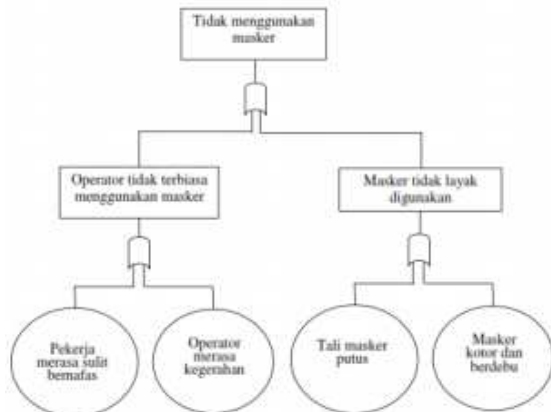 Tidak menggunakan
masker
Operator tidak terbiasa
menggunakan masker
Masker tidak layak
digunakan
Pekerja
merasa sulit
bernafas
Operator
merasa
kegerahan
Tali masker
putus
Masker
kotor dan
berdebu